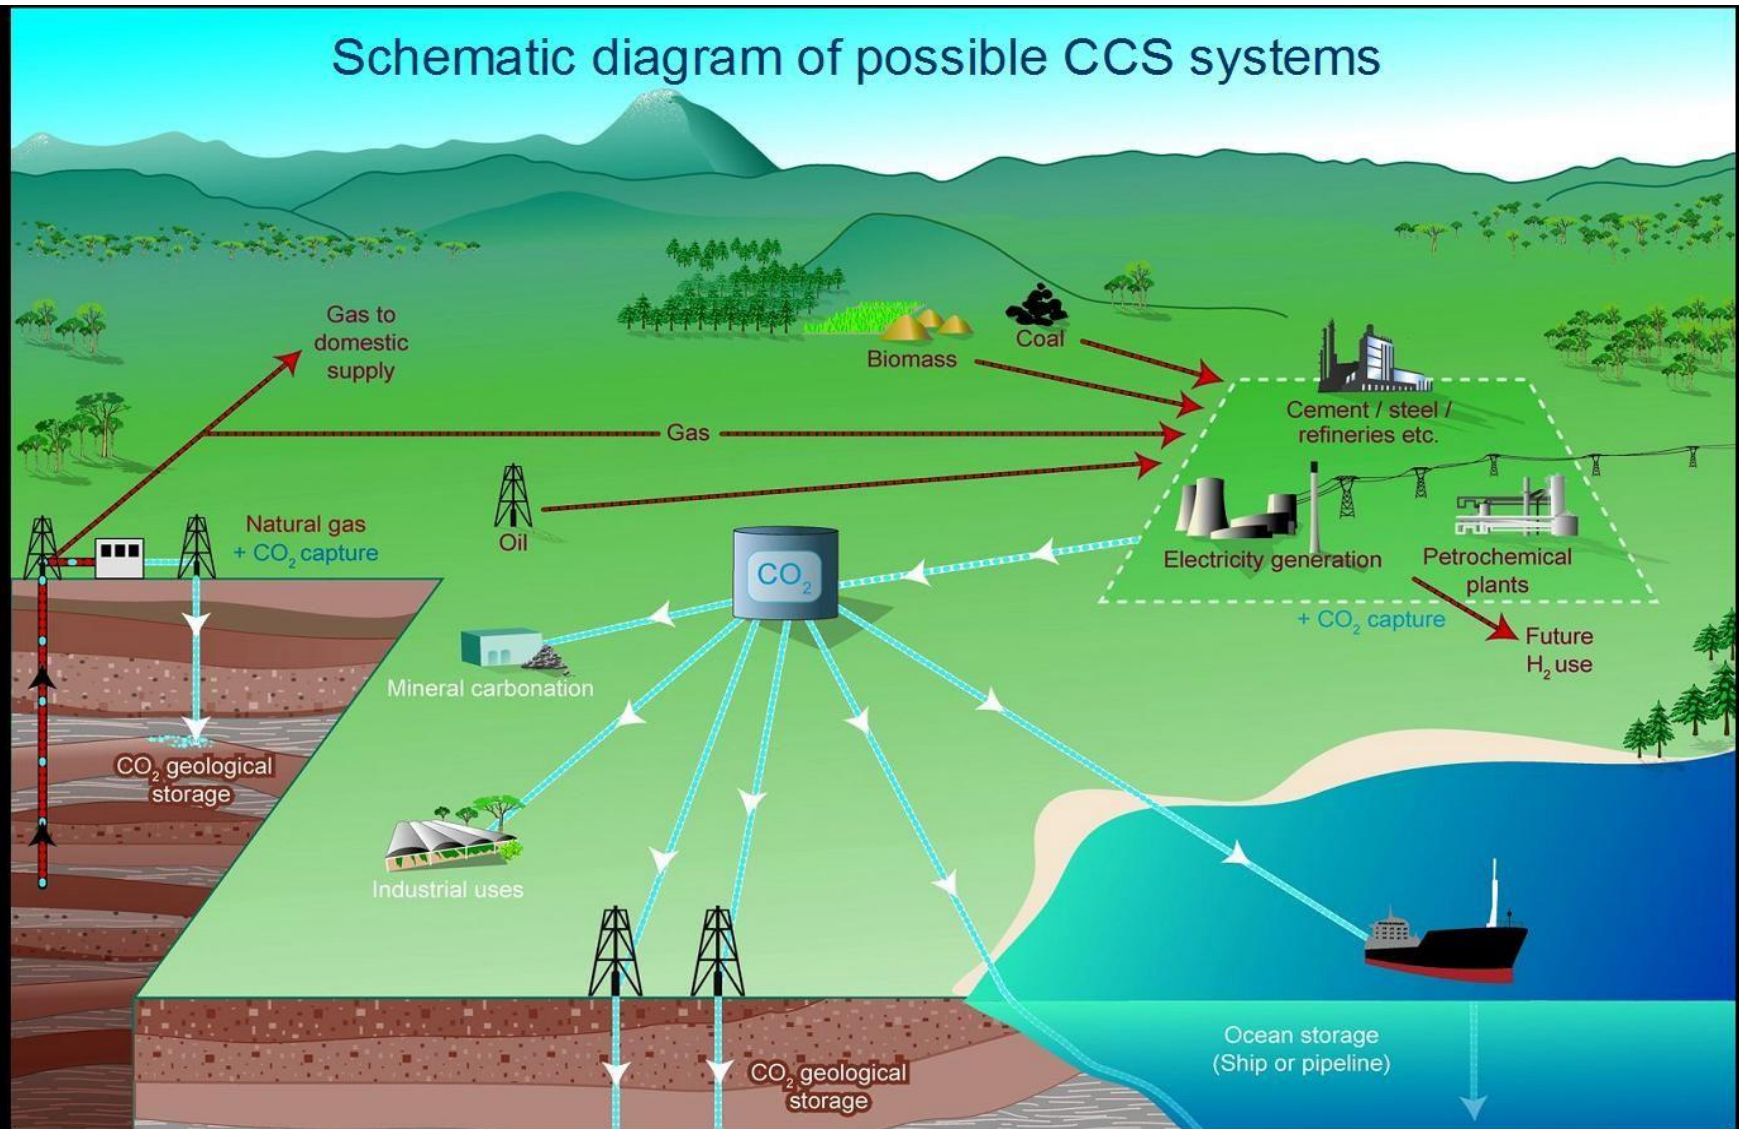 Schematic diagram of possible CCS systems
Gas to
domestic
supply
Biomass
Coal
Cement / steel /
refineries etc.
Gas
Oil
Natural gas
+ CO₂ capture
CO₂
Electricity generation
Petrochemical
plants
+ CO₂ capture
Future
H₂ use
Mineral carbonation
CO₂ geological
storage
Industrial uses
Ocean storage
(Ship or pipeline)
CO₂ geological
storage